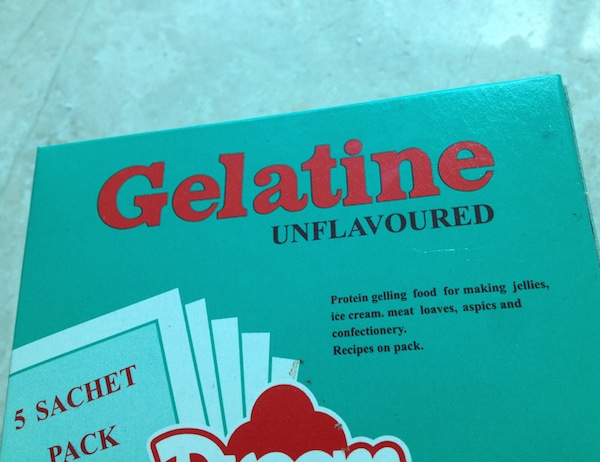 Gelatine
UNFLAVOURED
Protein gelling food for making jellies,
ice cream. meat loaves, aspics and
confectionery.
Recipes on pack.
5 SACHET
PACK